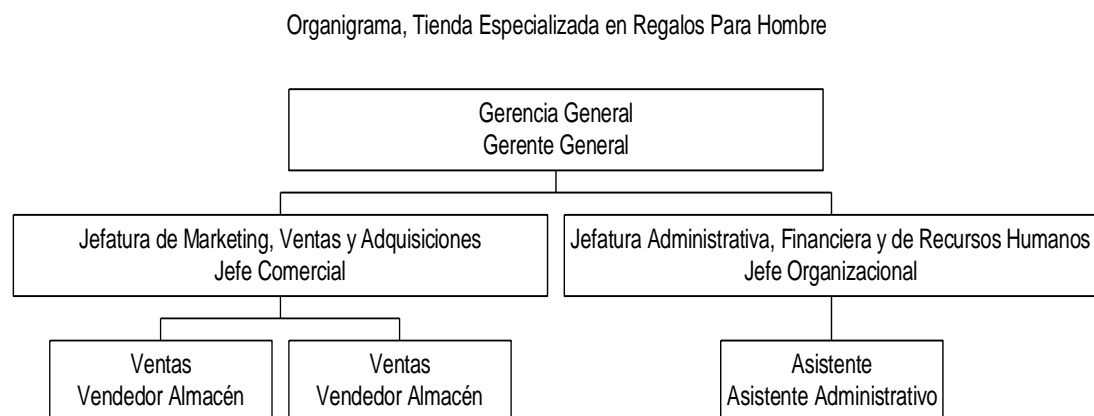 Organigrama, Tienda Especializada en Regalos Para Hombre
Gerencia General
Gerente General
Jefatura de Marketing, Ventas y Adquisiciones
Jefe Comercial
Jefatura Administrativa, Financiera y de Recursos Humanos
Jefe Organizacional
Ventas
Vendedor Almacén
Ventas
Vendedor Almacén
Asistente
Asistente Administrativo